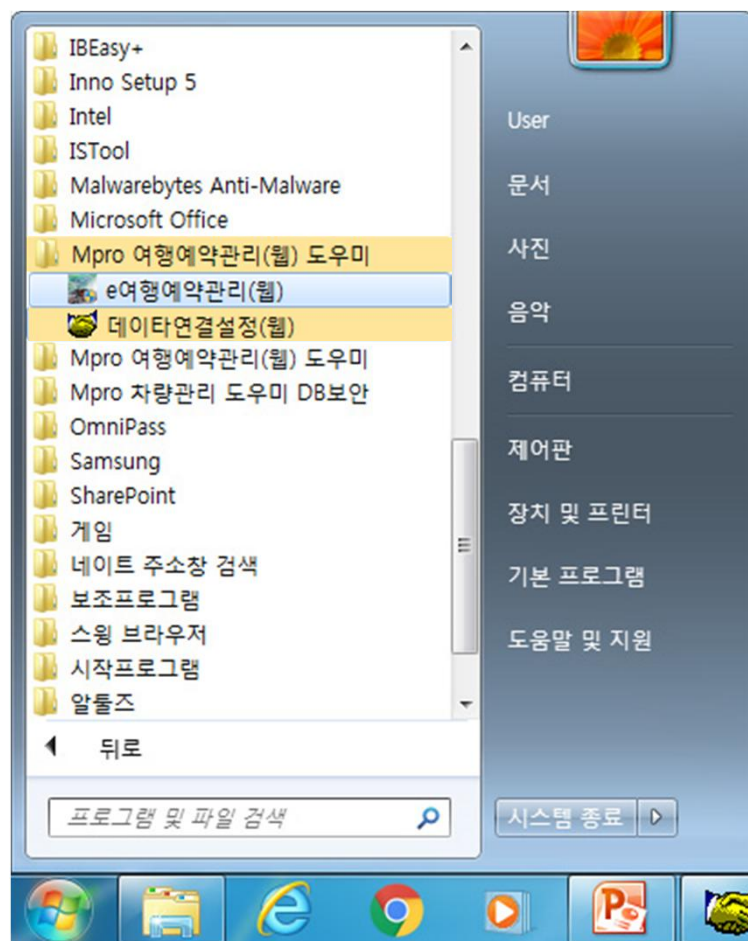 IBEasy+
Inno Setup 5
Intel
ISTool
Malwarebytes Anti-Malware
Microsoft Office
Mpro 여행예약관리(웹) 도우미
e여행예약관리(웹)
데이타연결설정(웹)
Mpro 여행예약관리(웹) 도우미
Mpro 차량관리 도우미 DB보안
OmniPass
Samsung
SharePoint
게임
네이트 주소창 검색
보조프로그램
스윙 브라우저
시작프로그램
알툴즈
뒤로
프로그램 및 파일 검색
User
문서
사진
음악
컴퓨터
제어판
장치 및 프린터
기본 프로그램
도움말 및 지원
시스템 종료